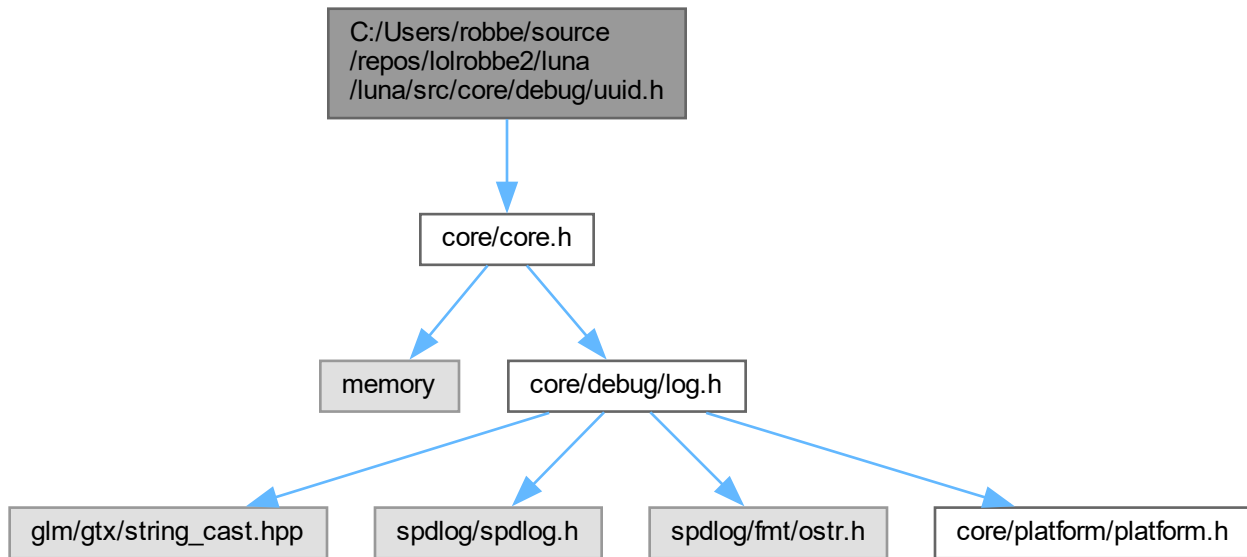 C:/Users/robbe/source
/repos/lolrobbe2/luna
/luna/src/core/debug/uuid.h
core/core.h
memory
core/debug/log.h
glm/gtx/string_cast.hpp
spdlog/spdlog.h
spdlog/fmt/ostr.h
core/platform/platform.h